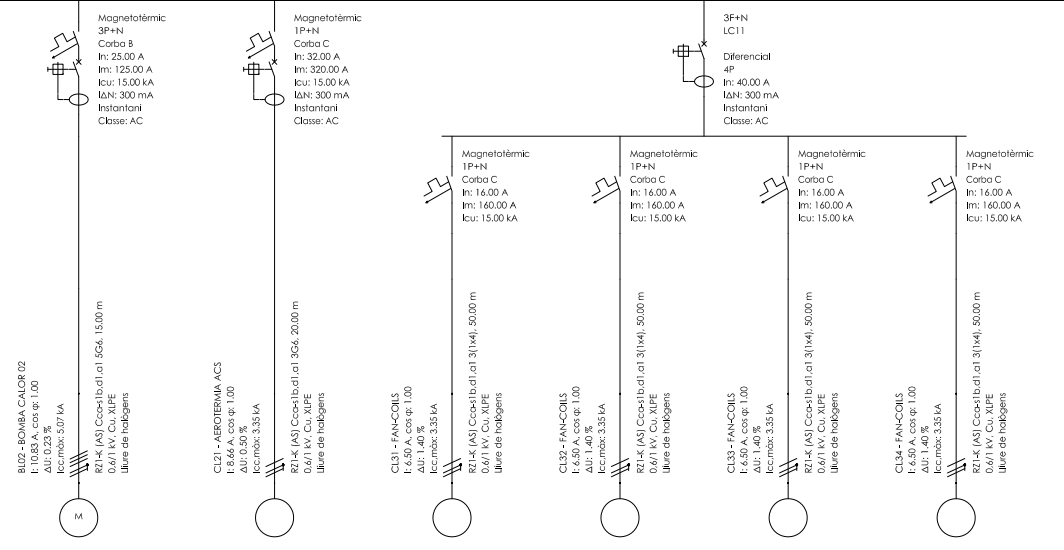 Magnetotèrmic
3P+N
Corba B
In: 25.00 A
Im: 125.00 A
Icu: 15.00 kA
IΔN: 300 mA
Instantani
Classe: AC
Magnetotèrmic
1P+N
Corba C
In: 32.00 A
Im: 320.00 A
Icu: 15.00 kA
IΔN: 300 mA
Instantani
Classe: AC
3F+N
LC11
Diferencial
4P
In: 40.00 A
IΔN: 300 mA
Instantani
Classe: AC
Magnetotèrmic
1P+N
Corba C
In: 16.00 A
Im: 160.00 A
Icu: 15.00 kA
Magnetotèrmic
1P+N
Corba C
In: 16.00 A
Im: 160.00 A
Icu: 15.00 kA
Magnetotèrmic
1P+N
Corba C
In: 16.00 A
Im: 160.00 A
Icu: 15.00 kA
Magnetotèrmic
1P+N
Corba C
In: 16.00 A
Im: 160.00 A
Icu: 15.00 kA
BL02 - BOMBA CALOR 02
I: 10.83 A, cos φ: 1.00
ΔU: 0.23 %
Icc.màx: 5.07 kA
RZ1-K (AS) Cca-s1b,d1,a1 5G6, 15.00 m
0.6/1 kV, Cu, XLPE
Lliure de halògens
M
CL21 - AEROTERMIA ACS
I: 8.66 A, cos φ: 1.00
ΔU: 0.50 %
Icc.màx: 3.35 kA
RZ1-K (AS) Cca-s1b,d1,a1 3G6, 20.00 m
0.6/1 kV, Cu, XLPE
Lliure de halògens
CL31 - FAN-COILS
I: 6.50 A, cos φ: 1.00
ΔU: 1.40 %
Icc.màx: 3.35 kA
RZ1-K (AS) Cca-s1b,d1,a1 3(1x4), 50.00 m
0.6/1 kV, Cu, XLPE
Lliure de halògens
CL32 - FAN-COILS
I: 6.50 A, cos φ: 1.00
ΔU: 1.40 %
Icc.màx: 3.35 kA
RZ1-K (AS) Cca-s1b,d1,a1 3(1x4), 50.00 m
0.6/1 kV, Cu, XLPE
Lliure de halògens
CL33 - FAN-COILS
I: 6.50 A, cos φ: 1.00
ΔU: 1.40 %
Icc.màx: 3.35 kA
RZ1-K (AS) Cca-s1b,d1,a1 3(1x4), 50.00 m
0.6/1 kV, Cu, XLPE
Lliure de halògens
CL34 - FAN-COILS
I: 6.50 A, cos φ: 1.00
ΔU: 1.40 %
Icc.màx: 3.35 kA
RZ1-K (AS) Cca-s1b,d1,a1 3(1x4), 50.00 m
0.6/1 kV, Cu, XLPE
Lliure de halògens